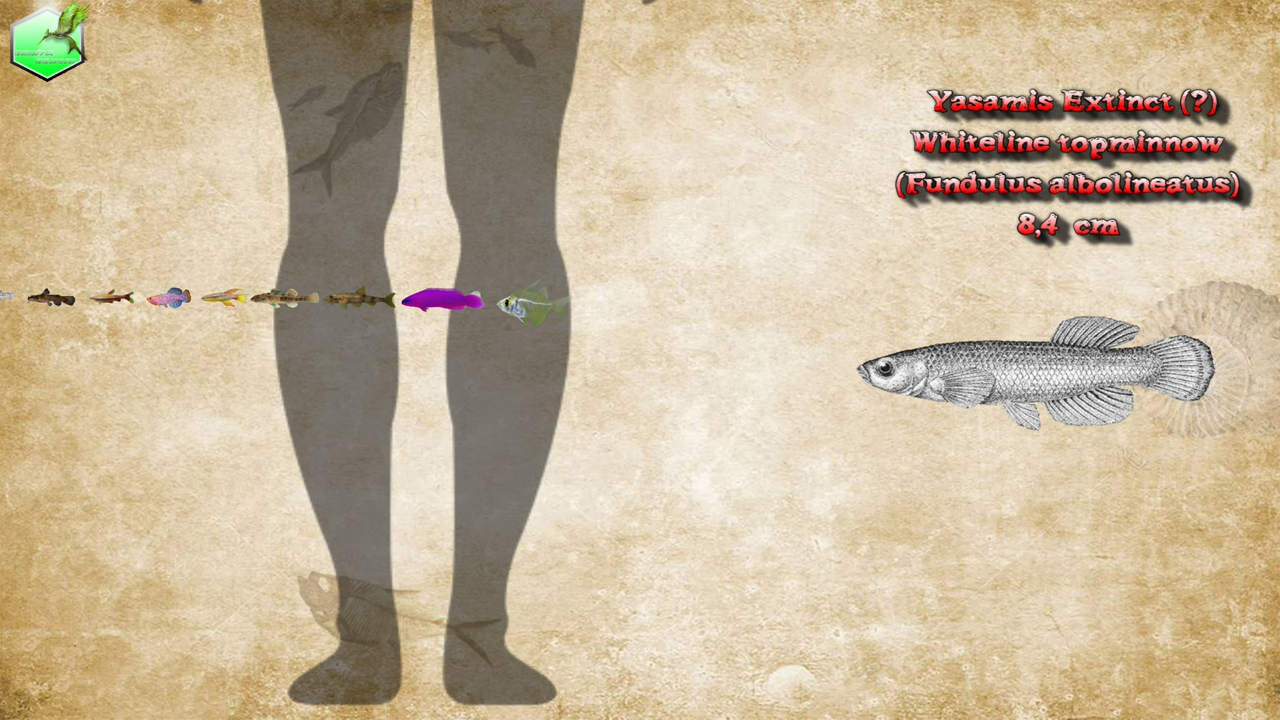 Yasamis Extinct (?)
Whiteline topminnow
(Fundulus albolineatus)
8,4 cm